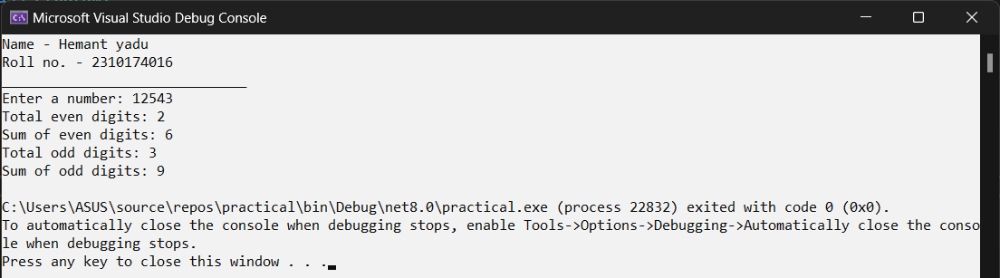 Microsoft Visual Studio Debug Console
Name - Hemant yadu
Roll no. - 2310174016
______________________________
Enter a number: 12543
Total even digits: 2
Sum of even digits: 6
Total odd digits: 3
Sum of odd digits: 9
C:\Users\ASUS\source\repos\practical\bin\Debug\net8.0\practical.exe (process 22832) exited with code 0 (0x0).
To automatically close the console when debugging stops, enable Tools->Options->Debugging->Automatically close the conso
le when debugging stops.
Press any key to close this window . . .